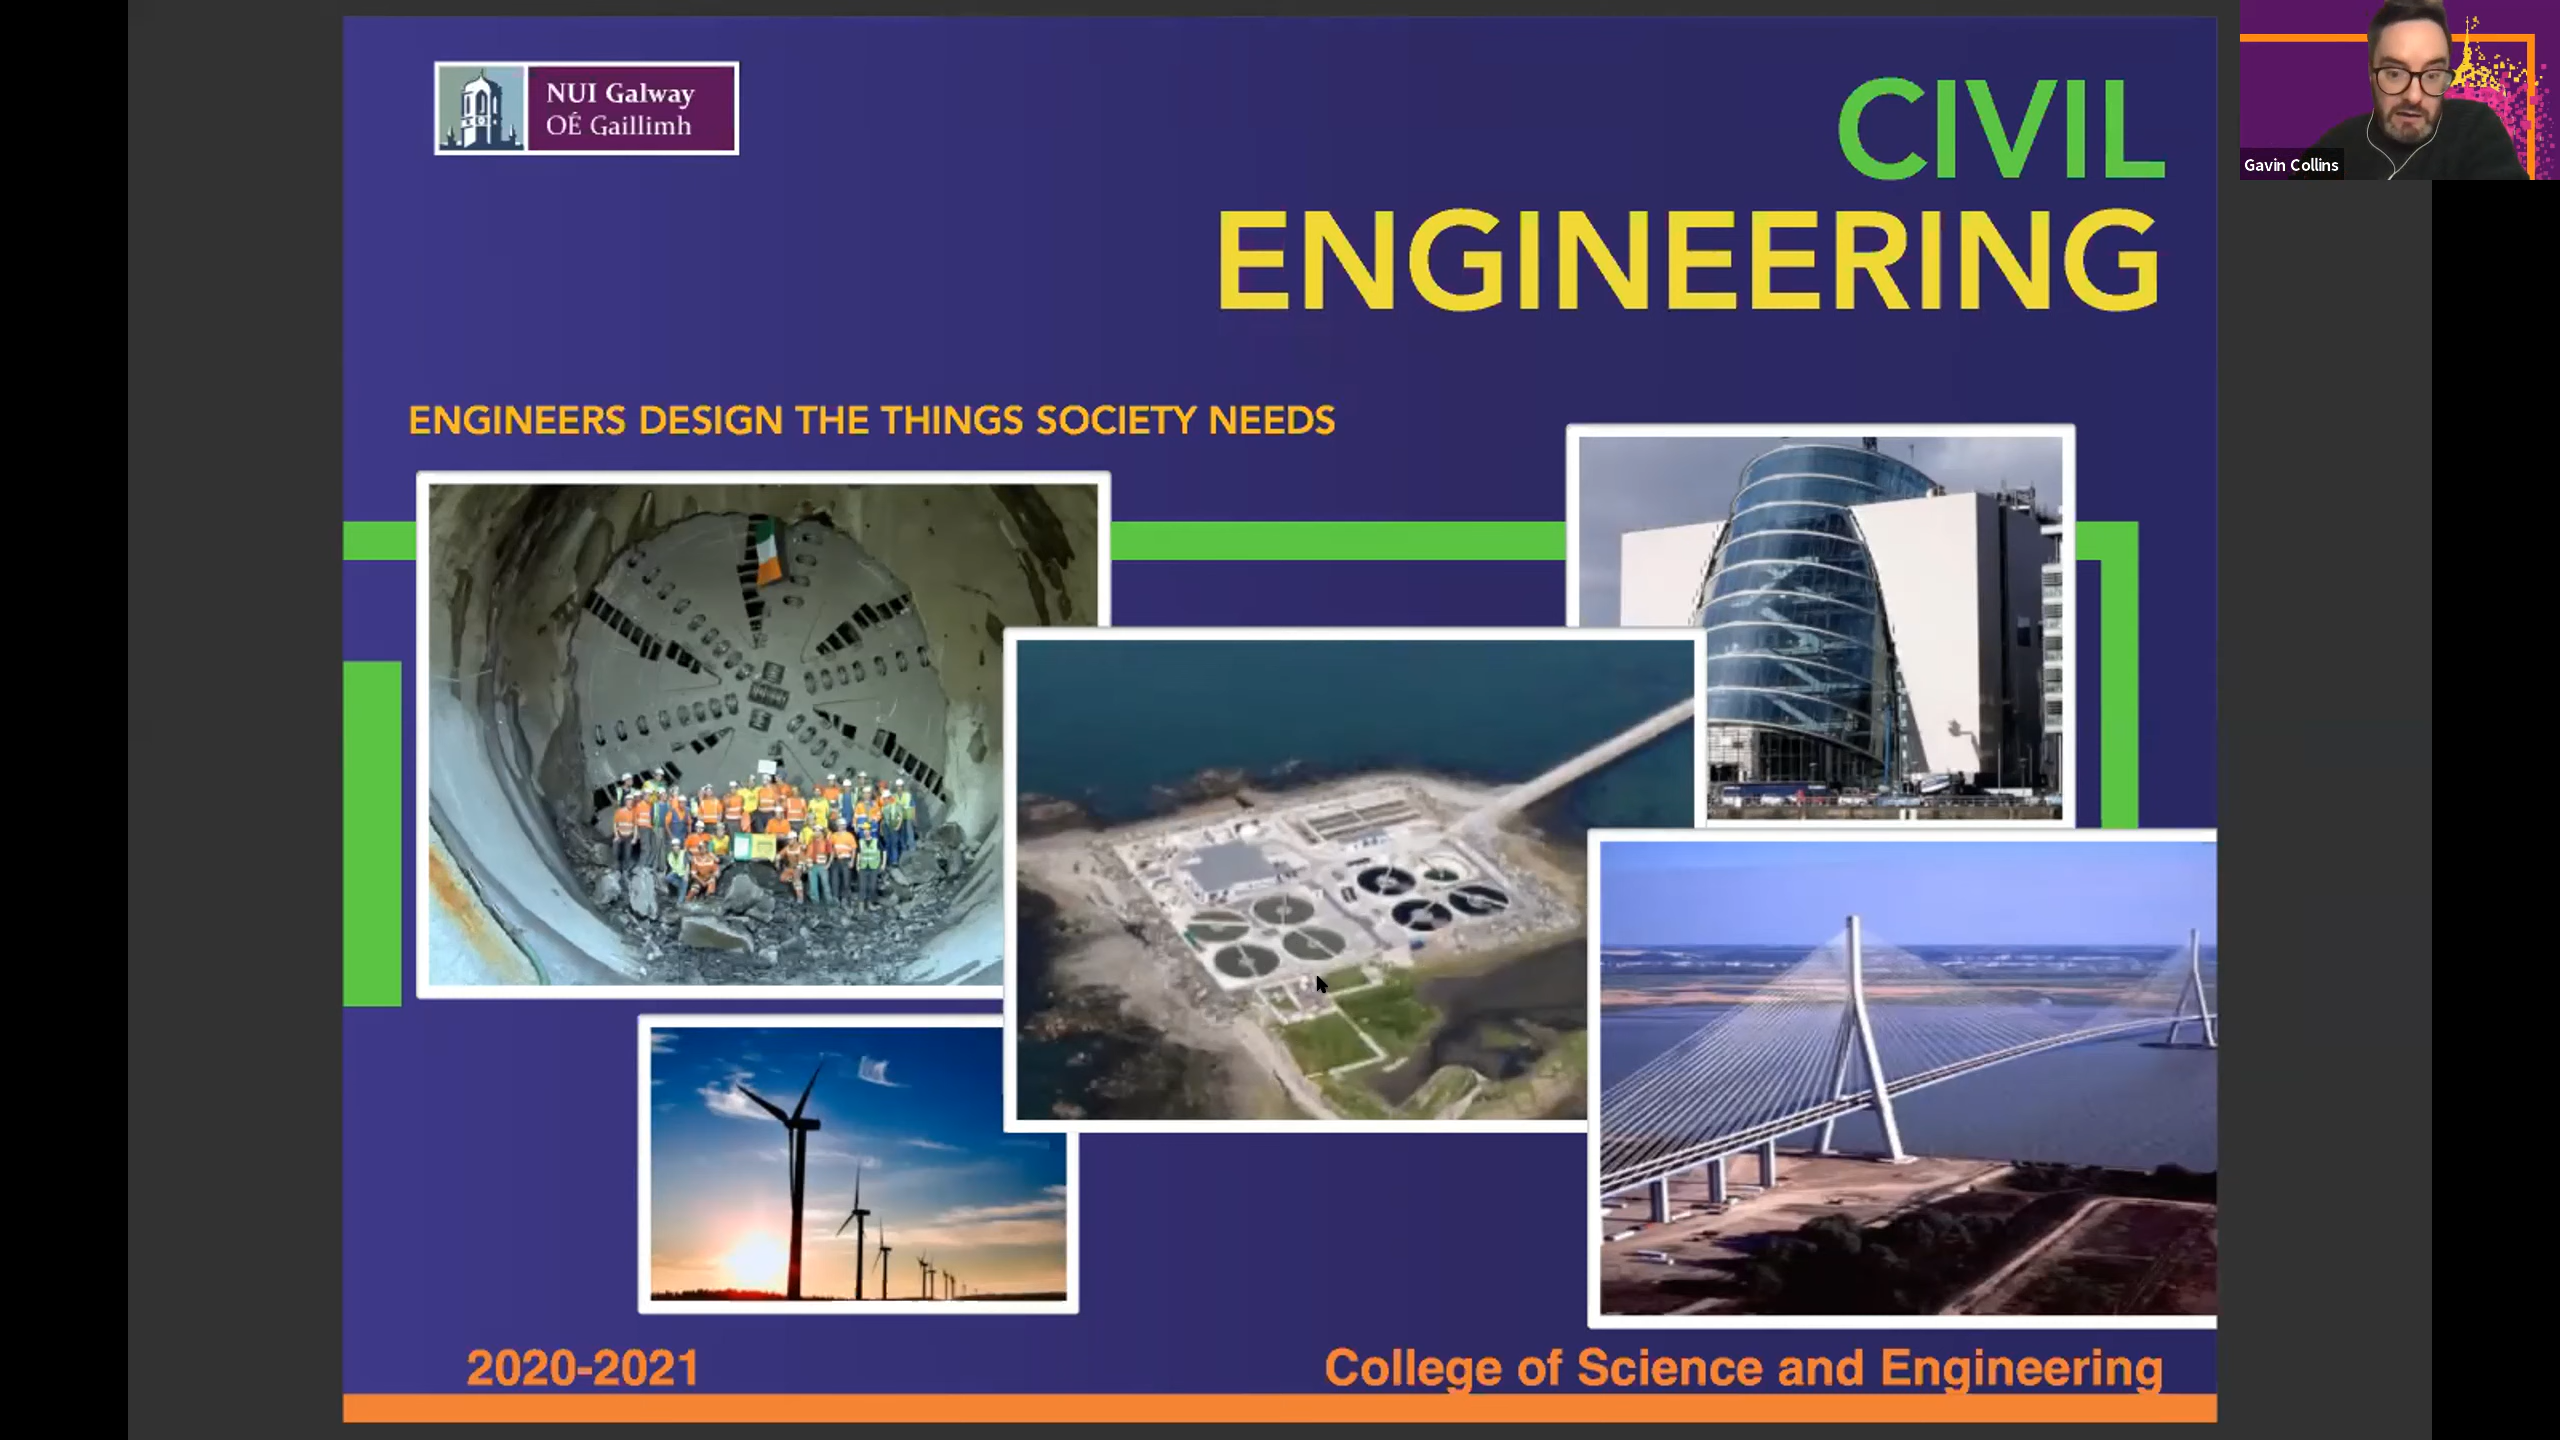 NUI Galway
OÉ Gaillimh
CIVIL
ENGINEERING
ENGINEERS DESIGN THE THINGS SOCIETY NEEDS
Gavin Collins
2020-2021
College of Science and Engineering